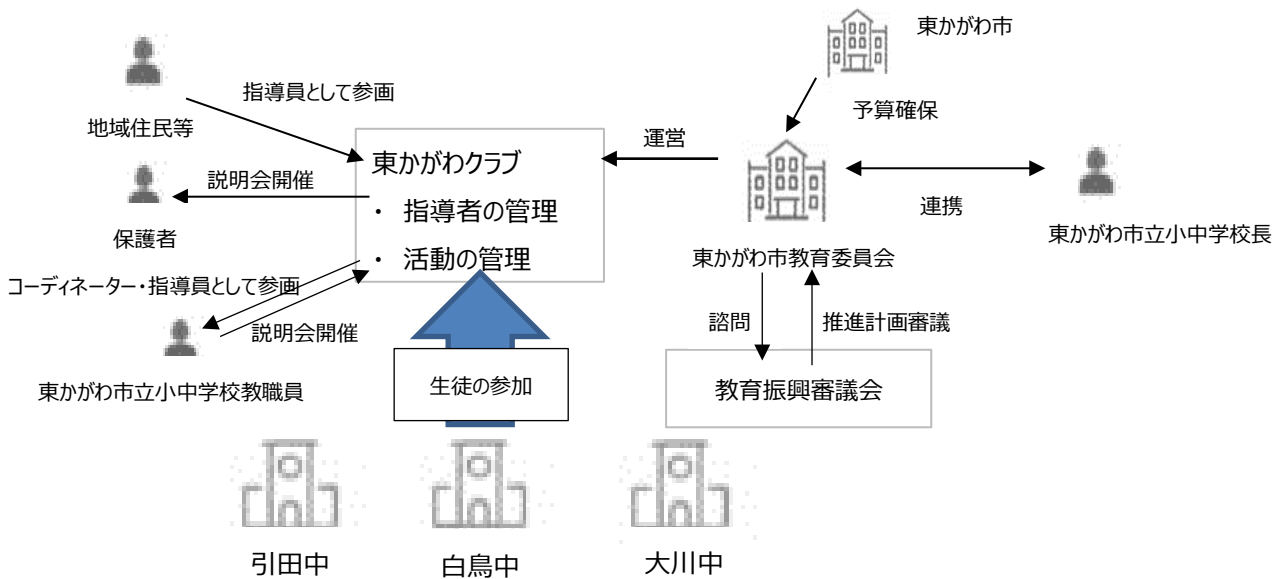 東かがわ市
指導員として参画
予算確保
地域住民等
運営
東かがわクラブ
・ 指導者の管理
・ 活動の管理
説明会開催
保護者
連携
東かがわ市立小中学校長
東かがわ市教育委員会
コーディネーター・指導員として参画
説明会開催
東かがわ市立小中学校教職員
諮問
推進計画審議
生徒の参加
教育振興審議会
引田中
白鳥中
大川中